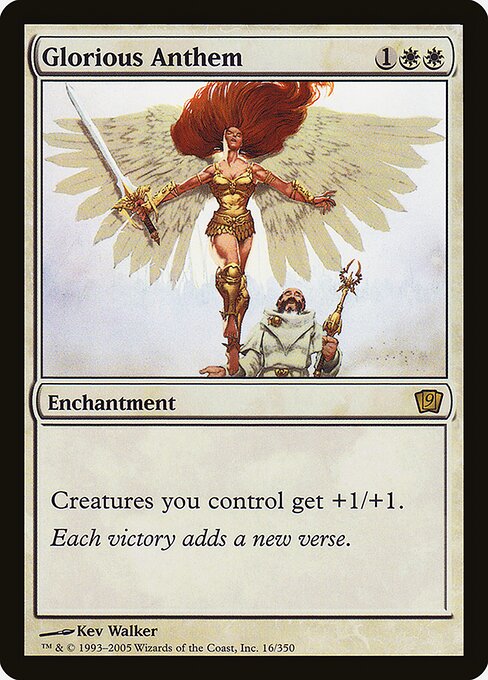 Glorious Anthem 1
Enchantment 9
Creatures you control get +1/+1.
Each victory adds a new verse.
Kev Walker
™ & © 1993–2005 Wizards of the Coast, Inc. 16/350